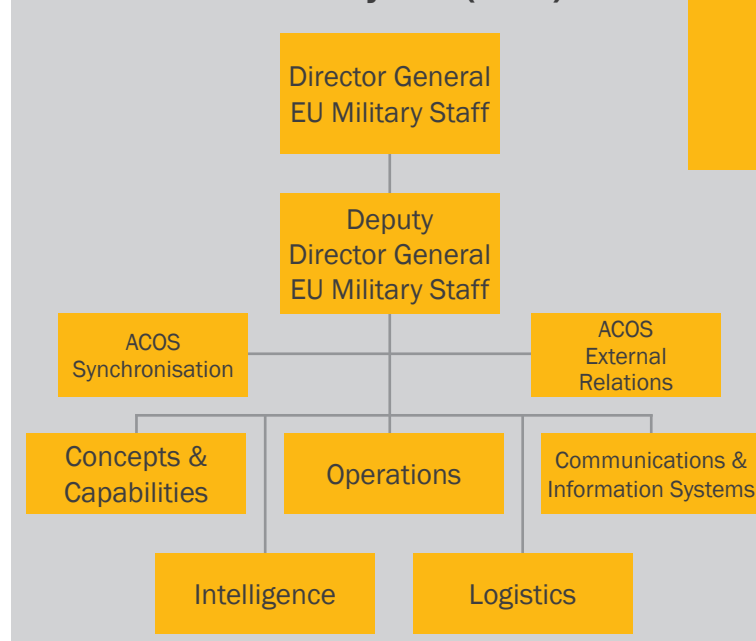 Director General
EU Military Staff
Deputy
Director General
EU Military Staff
ACOS
Synchronisation
ACOS
External
Relations
Concepts &
Capabilities
Operations
Communications &
Information Systems
Intelligence
Logistics